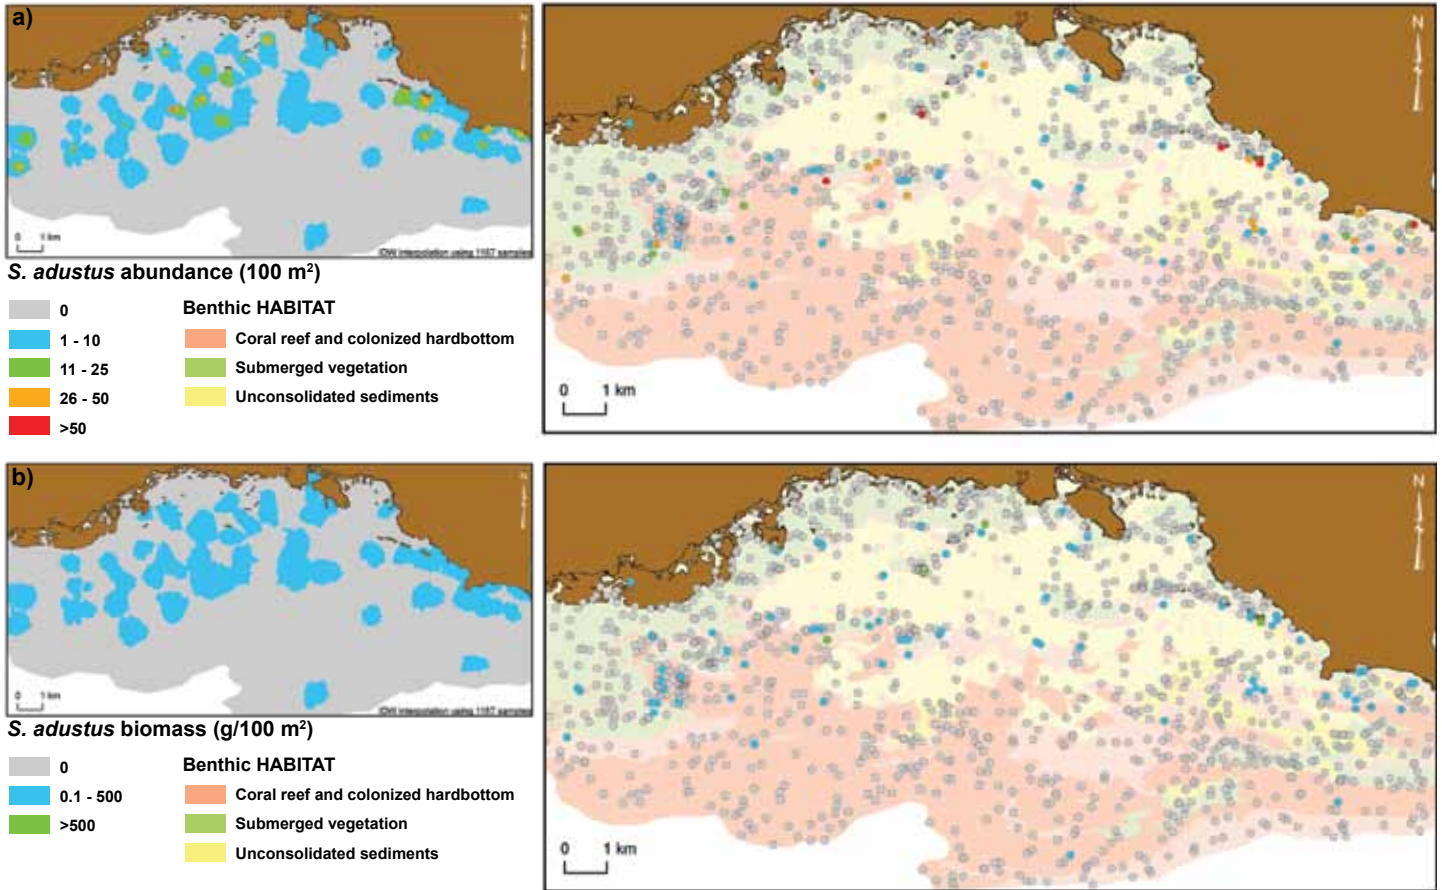 a)
N
0 1 km
IDW interpolation using 1167 samples
N
0 1 km
S. adustus abundance (100 m²)
0
1 - 10
11 - 25
26 - 50
>50
Benthic HABITAT
Coral reef and colonized hardbottom
Submerged vegetation
Unconsolidated sediments
b)
N
0 1 km
IDW interpolation using 1167 samples
N
0 1 km
S. adustus biomass (g/100 m²)
0
0.1 - 500
>500
Benthic HABITAT
Coral reef and colonized hardbottom
Submerged vegetation
Unconsolidated sediments